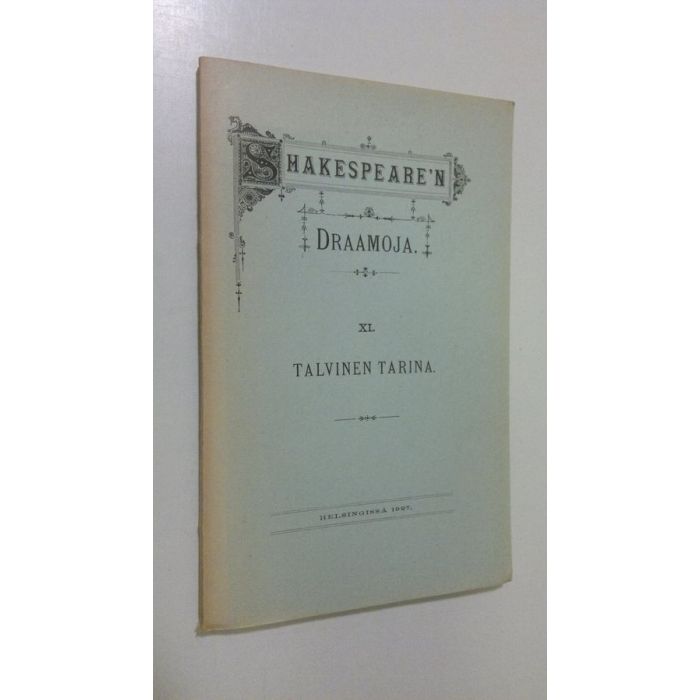 SHAKESPEARE'N
DRAAMOJA.
XI.
TALVINEN TARINA.
HELSINGISSÄ 1907.